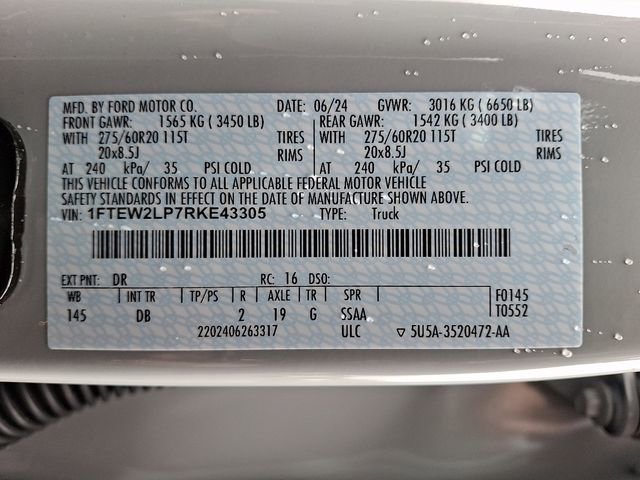 MFD. BY FORD MOTOR CO. DATE: 06/24 GVWR: 3016 KG ( 6650 LB)
FRONT GAWR: 1565 KG ( 3450 LB) REAR GAWR: 1542 KG ( 3400 LB)
WITH 275/60R20 115T TIRES WITH 275/60R20 115T TIRES
20x8.5J RIMS 20x8.5J RIMS
AT 240 kPa/ 35 PSI COLD AT 240 kPa/ 35 PSI COLD
THIS VEHICLE CONFORMS TO ALL APPLICABLE FEDERAL MOTOR VEHICLE
SAFETY STANDARDS IN EFFECT ON THE DATE OF MANUFACTURE SHOWN ABOVE.
VIN: 1FTEW2LP7RKE43305 TYPE: Truck
EXT PNT: DR RC: 16 DSO:
WB INT TR TP/PS R AXLE TR SPR F0145
145 DB 2 19 G SSAA T0552
2202406263317 ULC ▽ 5U5A-3520472-AA